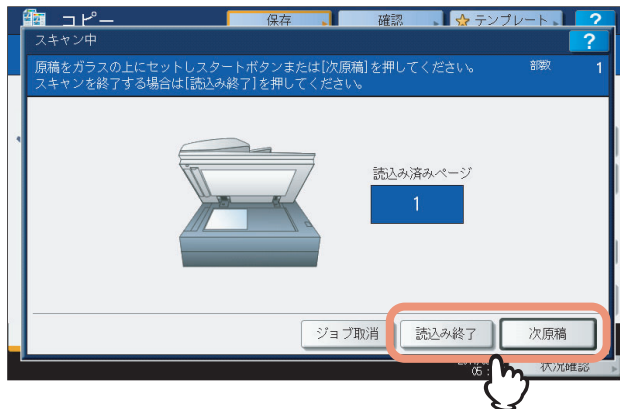 コピー
保存
確認
テンプレート
?
スキャン中
?
原稿をガラスの上にセットしスタートボタンまたは[次原稿]を押してください。
スキャンを終了する場合は[読込み終了]を押してください。
部数 1
読込み済みページ
1
ジョブ取消
読込み終了
次原稿
05:
状況確認